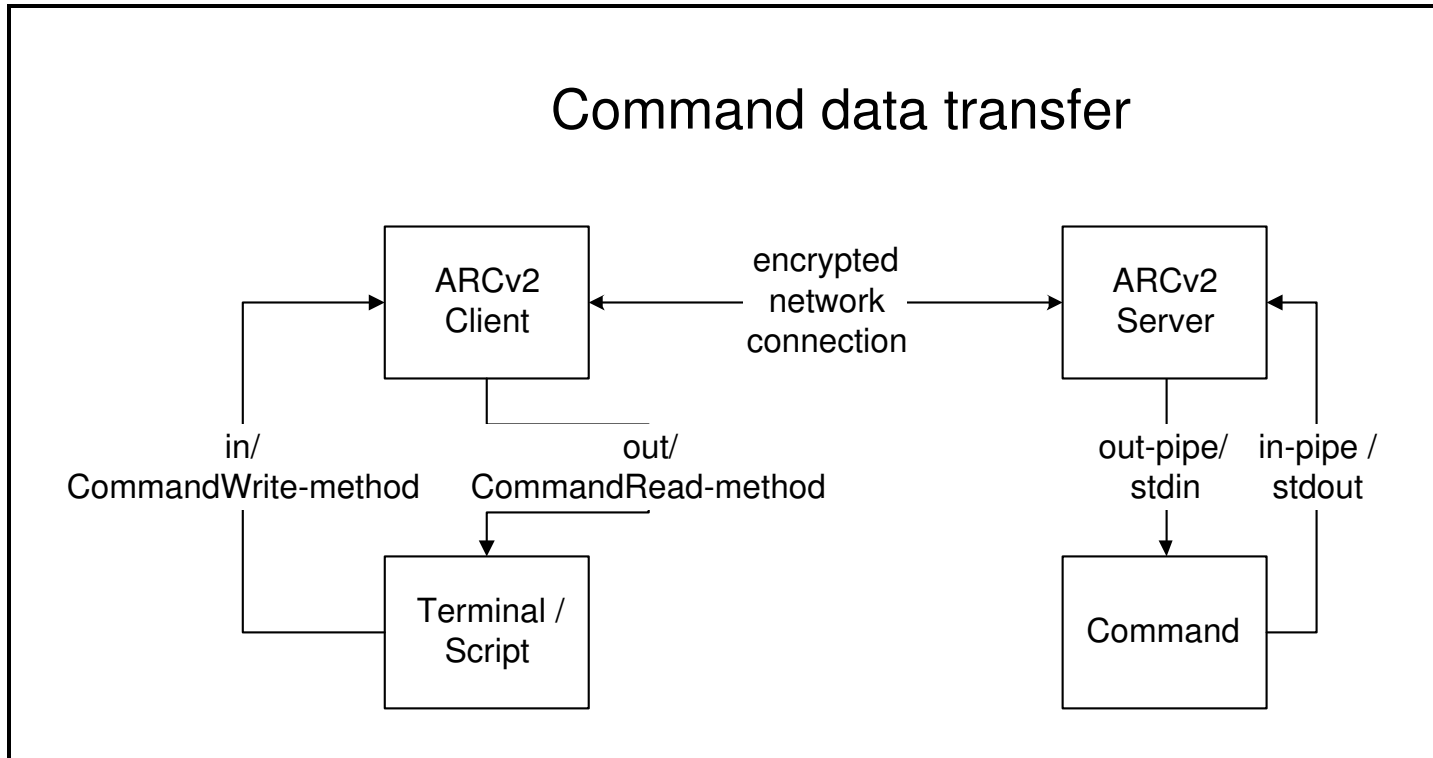 Command data transfer
ARCv2
Client
encrypted
network
connection
ARCv2
Server
in/
CommandWrite-method
out/
CommandRead-method
out-pipe/
stdin
in-pipe /
stdout
Terminal /
Script
Command